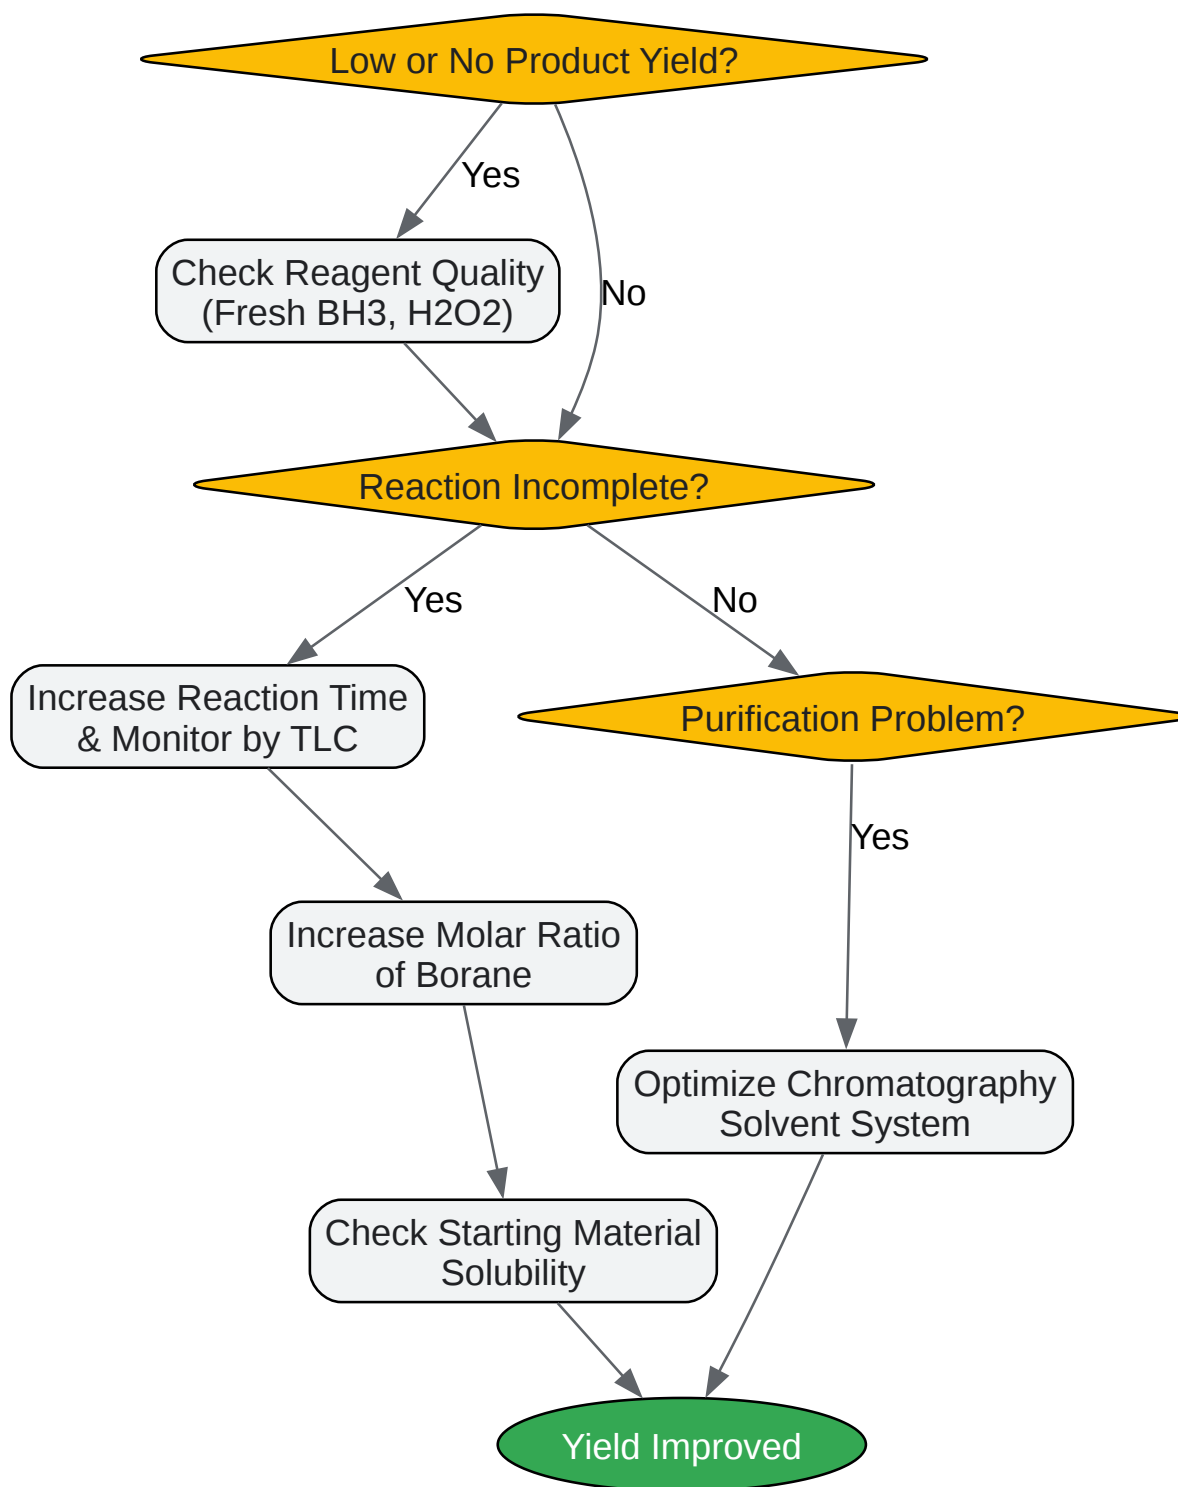 Low or No Product Yield?
Yes
Check Reagent Quality
(Fresh BH3, H2O2)
No
Reaction Incomplete?
Yes
No
Increase Reaction Time
& Monitor by TLC
Purification Problem?
Yes
Increase Molar Ratio
of Borane
Optimize Chromatography
Solvent System
Check Starting Material
Solubility
Yield Improved